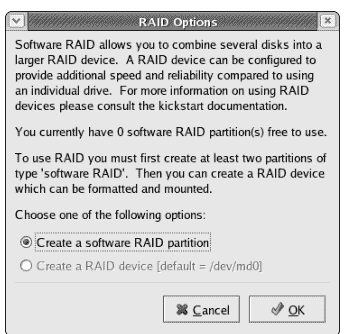 RAID Options
Software RAID allows you to combine several disks into a
larger RAID device.  A RAID device can be configured to
provide additional speed and reliability compared to using
an individual drive.  For more information on using RAID
devices please consult the kickstart documentation.
You currently have 0 software RAID partition(s) free to use.
To use RAID you must first create at least two partitions of
type 'software RAID'.  Then you can create a RAID device
which can be formatted and mounted.
Choose one of the following options:
Create a software RAID partition
Create a RAID device [default = /dev/md0]
Cancel
OK